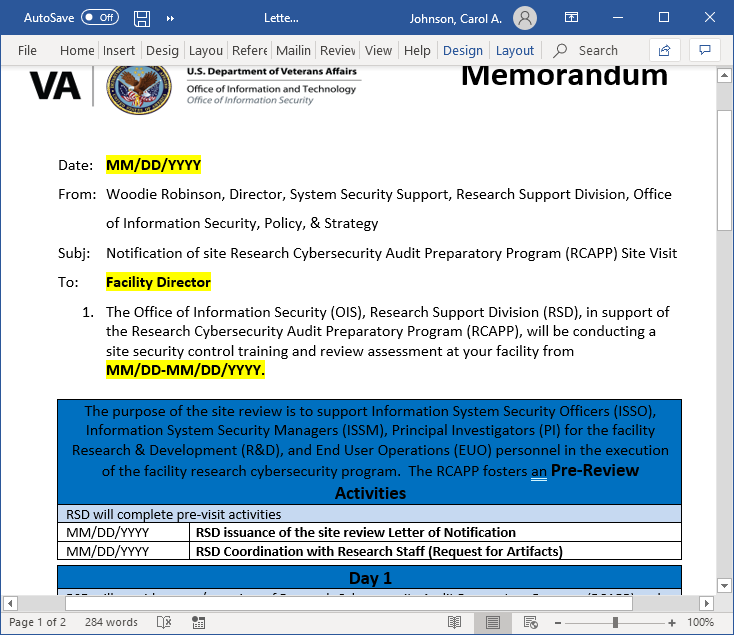 AutoSave Off Lette... Johnson, Carol A.
File Home Insert Desig Layou Refere Mailin Review View Help Design Layout Search
VA
U.S. Department of Veterans Affairs
Office of Information and Technology
Office of Information Security
Memorandum
Date: MM/DD/YYYY
From: Woodie Robinson, Director, System Security Support, Research Support Division, Office
of Information Security, Policy, & Strategy
Subj: Notification of site Research Cybersecurity Audit Preparatory Program (RCAPP) Site Visit
To: Facility Director
1. The Office of Information Security (OIS), Research Support Division (RSD), in support of
the Research Cybersecurity Audit Preparatory Program (RCAPP), will be conducting a
site security control training and review assessment at your facility from
MM/DD-MM/DD/YYYY.
The purpose of the site review is to support Information System Security Officers (ISSO),
Information System Security Managers (ISSM), Principal Investigators (PI) for the facility
Research & Development (R&D), and End User Operations (EUO) personnel in the execution
of the facility research cybersecurity program. The RCAPP fosters an Pre-Review
Activities
RSD will complete pre-visit activities
MM/DD/YYYY RSD issuance of the site review Letter of Notification
MM/DD/YYYY RSD Coordination with Research Staff (Request for Artifacts)
Day 1
Page 1 of 2 284 words 100%